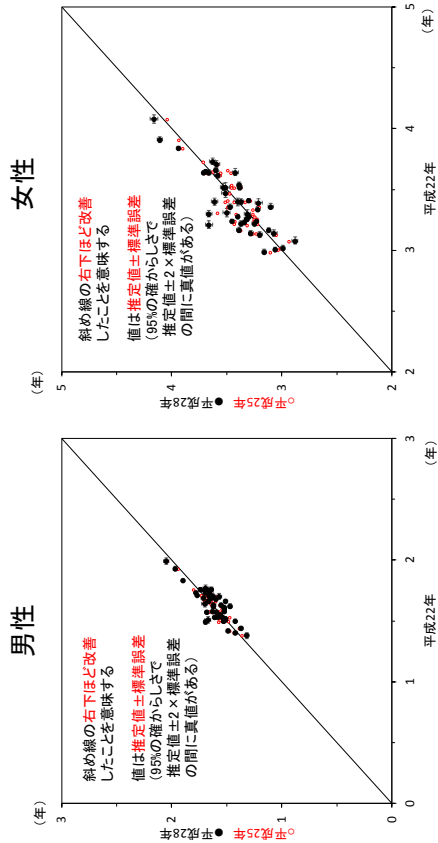 男性
(年)
3
2
1
0
斜め線の右下ほど改善
したことを意味する
値は推定値±標準誤差
(95%の確からしさで
推定値±2×標準誤差
の間に真値がある)
○平成25年 ●平成28年
0
1
2
3
平成22年
(年)
女性
(年)
5
4
3
2
斜め線の右下ほど改善
したことを意味する
値は推定値±標準誤差
(95%の確からしさで
推定値±2×標準誤差
の間に真値がある)
○平成25年 ●平成28年
2
3
4
5
平成22年
(年)